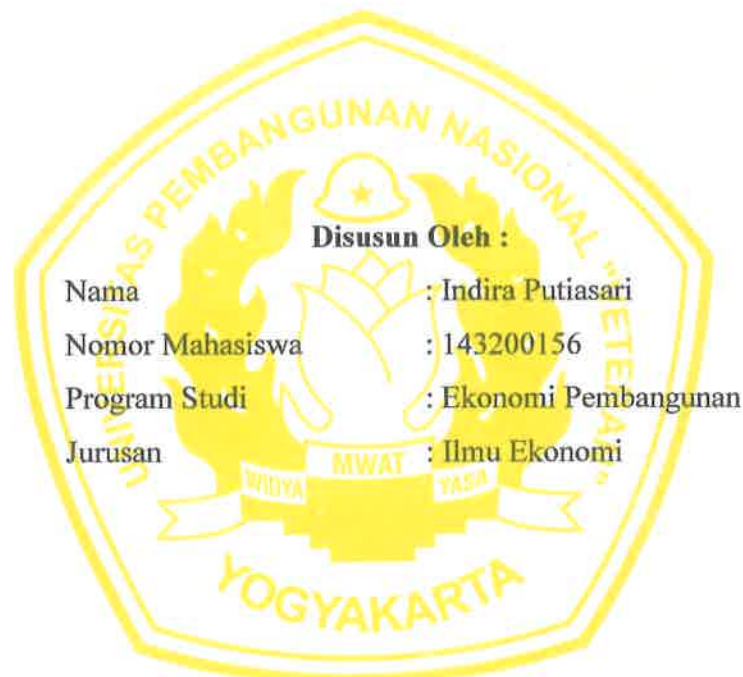 UNIVERSITAS PEMBANGUNAN NASIONAL "VETERAN"
Disusun Oleh :
Nama : Indira Putiasari
Nomor Mahasiswa : 143200156
Program Studi : Ekonomi Pembangunan
Jurusan : Ilmu Ekonomi
WIDYA MWAT YASA
YOGYAKARTA